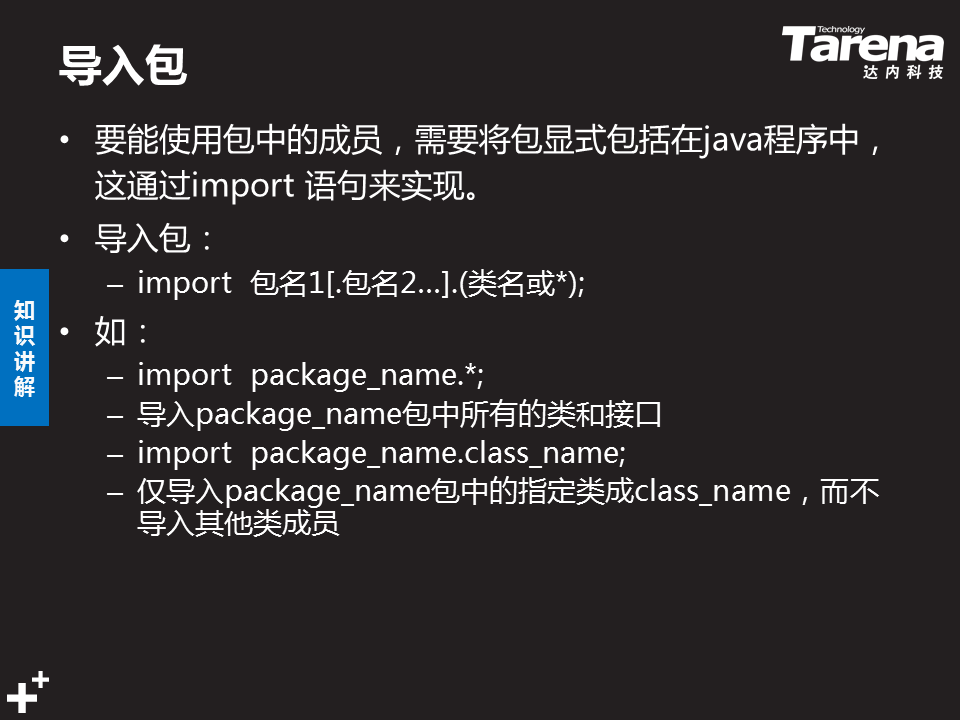 导入包
Technology
Tarena
达内科技
• 要能使用包中的成员，需要将包显式包括在java程序中，
这通过import 语句来实现。
• 导入包：
– import  包名1[.包名2…].(类名或*);
• 如：
– import  package_name.*;
– 导入package_name包中所有的类和接口
– import  package_name.class_name;
– 仅导入package_name包中的指定类成class_name，而不
导入其他类成员
知
识
讲
解